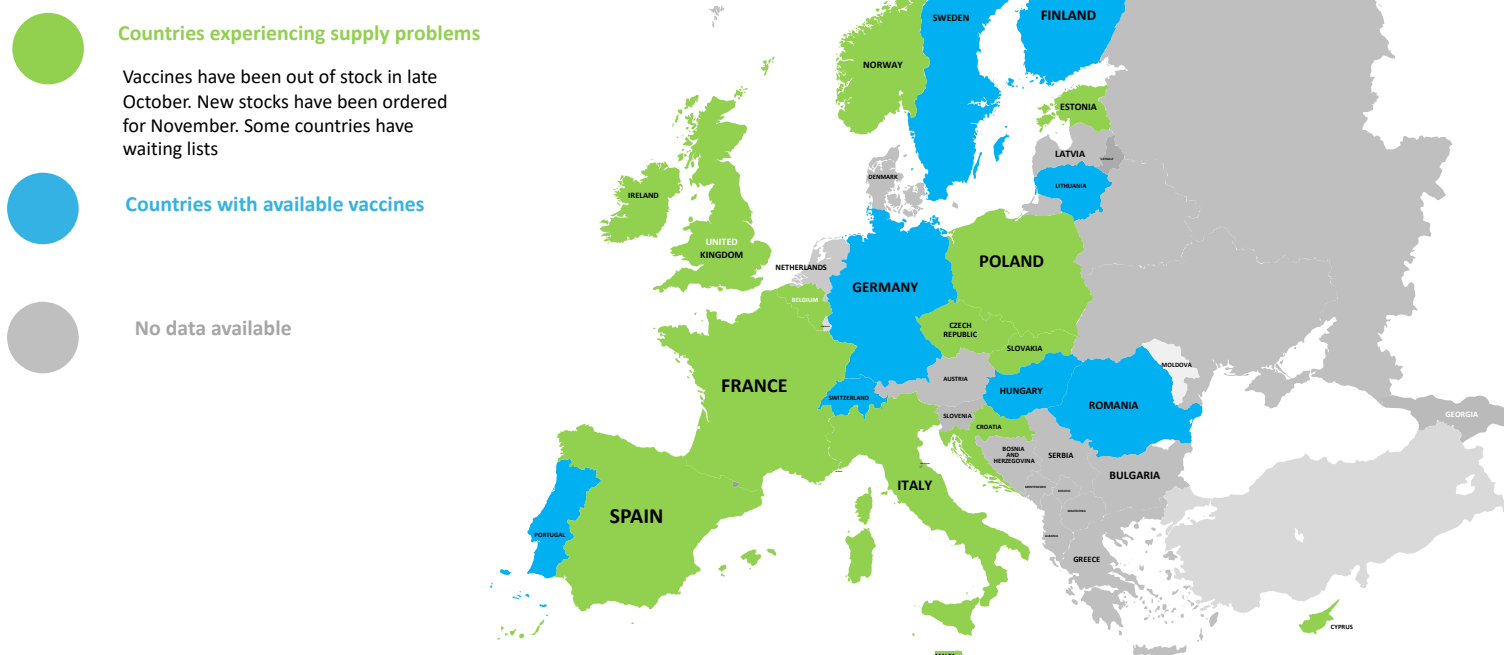 Countries experiencing supply problems
Vaccines have been out of stock in late
October. New stocks have been ordered
for November. Some countries have
waiting lists
Countries with available vaccines
No data available
SWEDEN
FINLAND
NORWAY
ESTONIA
LATVIA
DENMARK
LITHUANIA
IRELAND
UNITED
KINGDOM
NETHERLANDS
POLAND
GERMANY
BELGIUM
CZECH
REPUBLIC
SLOVAKIA
MOLDOVA
AUSTRIA
FRANCE
HUNGARY
SWITZERLAND
ROMANIA
SLOVENIA
GEORGIA
CROATIA
BOSNIA
AND
HERZEGOVINA
SERBIA
BULGARIA
ITALY
SPAIN
PORTUGAL
GREECE
CYPRUS